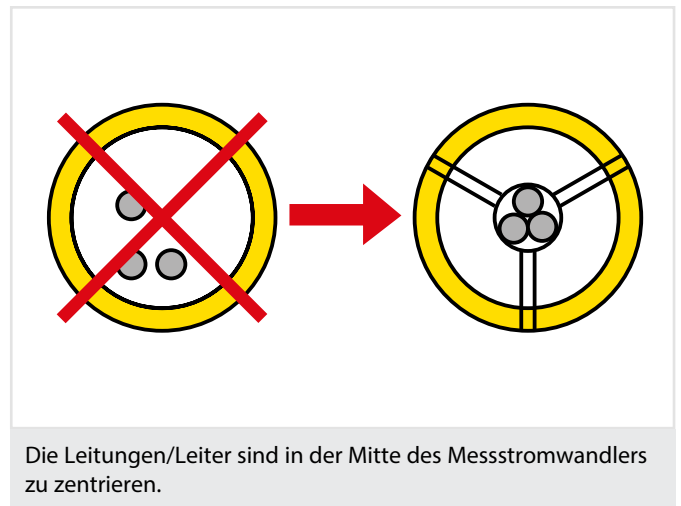 Die Leitungen/Leiter sind in der Mitte des Messstromwandlers
zu zentrieren.